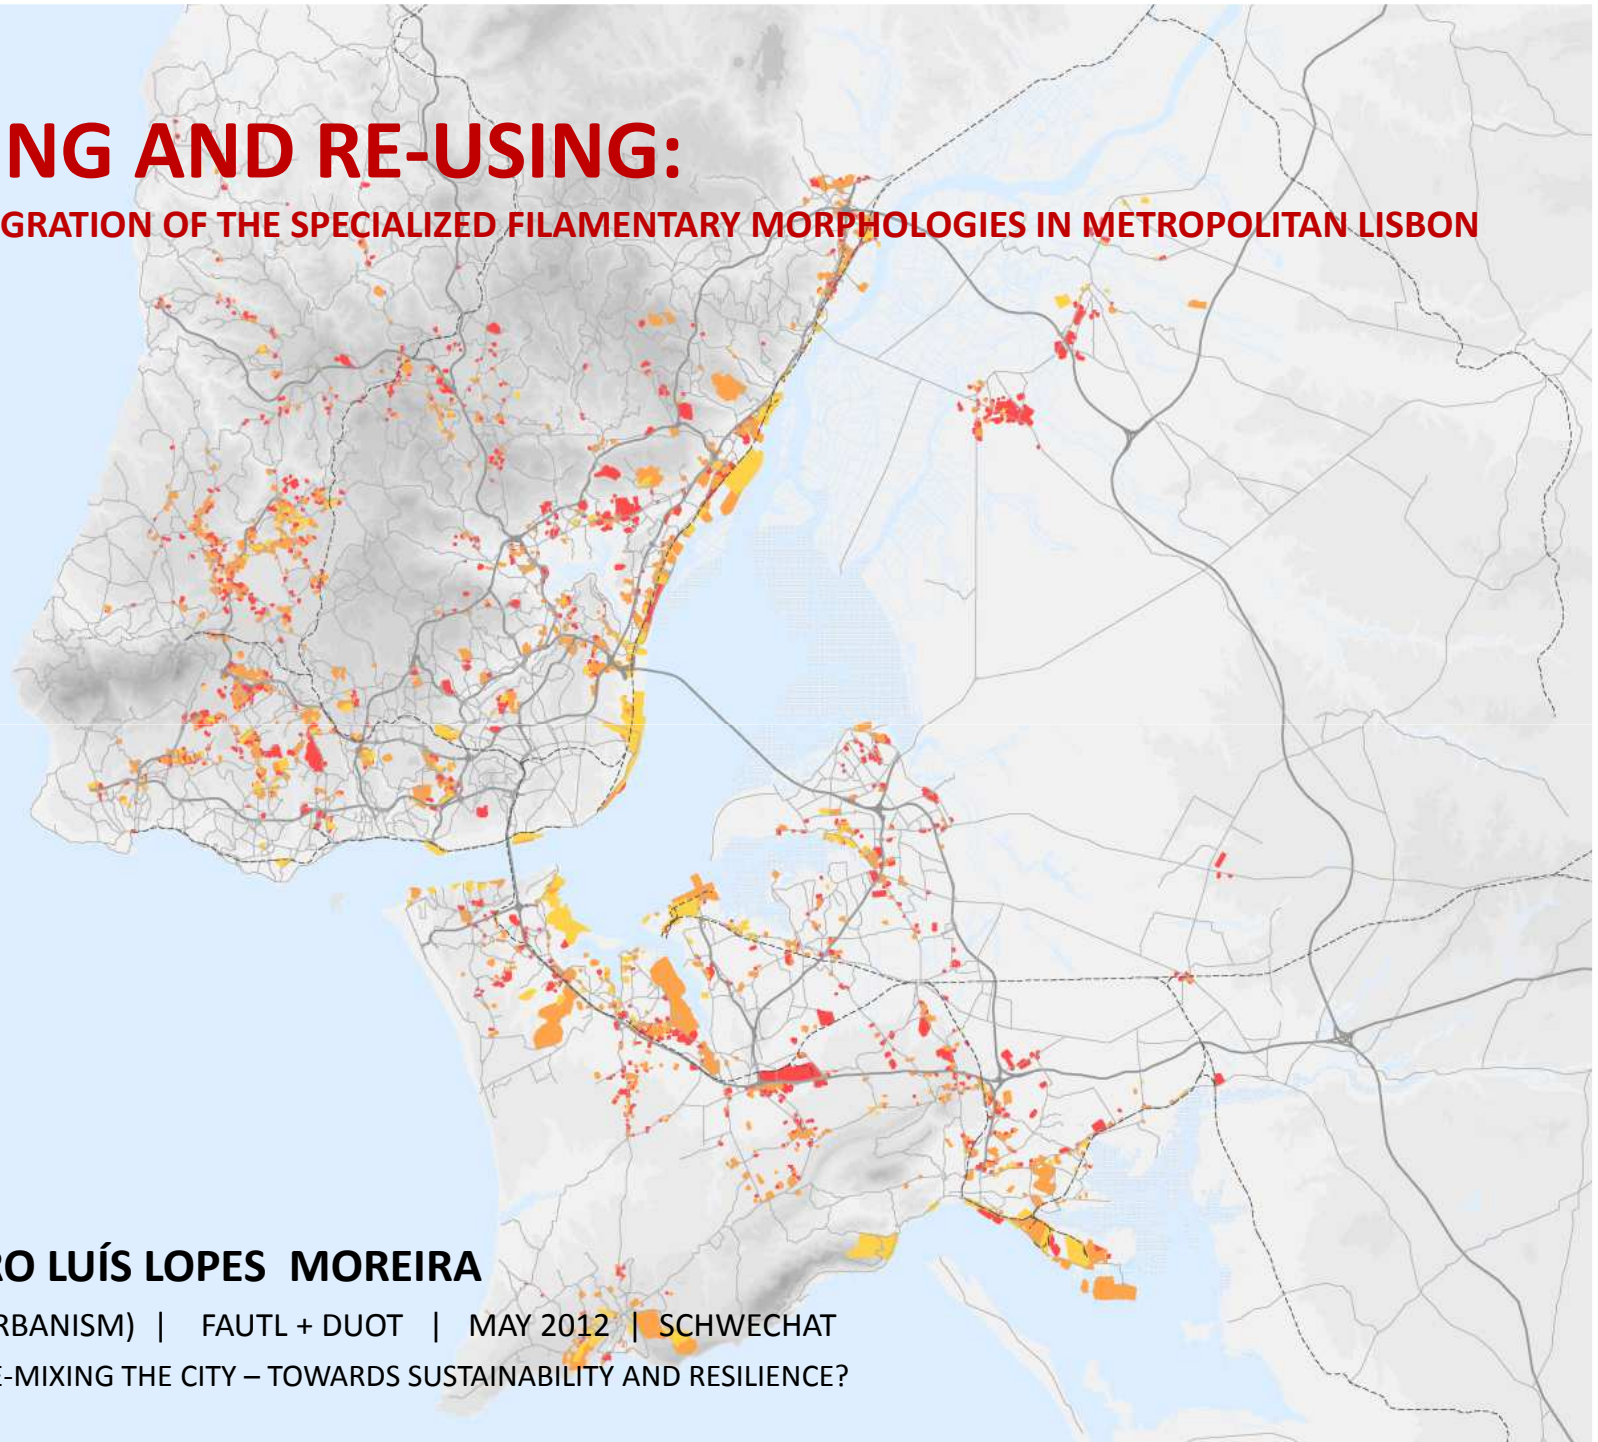 NG AND RE-USING:
GRATION OF THE SPECIALIZED FILAMENTARY MORPHOLOGIES IN METROPOLITAN LISBON
RO LUÍS LOPES MOREIRA
RBANISM) | FAUTL + DUOT | MAY 2012 | SCHWECHAT
E-MIXING THE CITY – TOWARDS SUSTAINABILITY AND RESILIENCE?